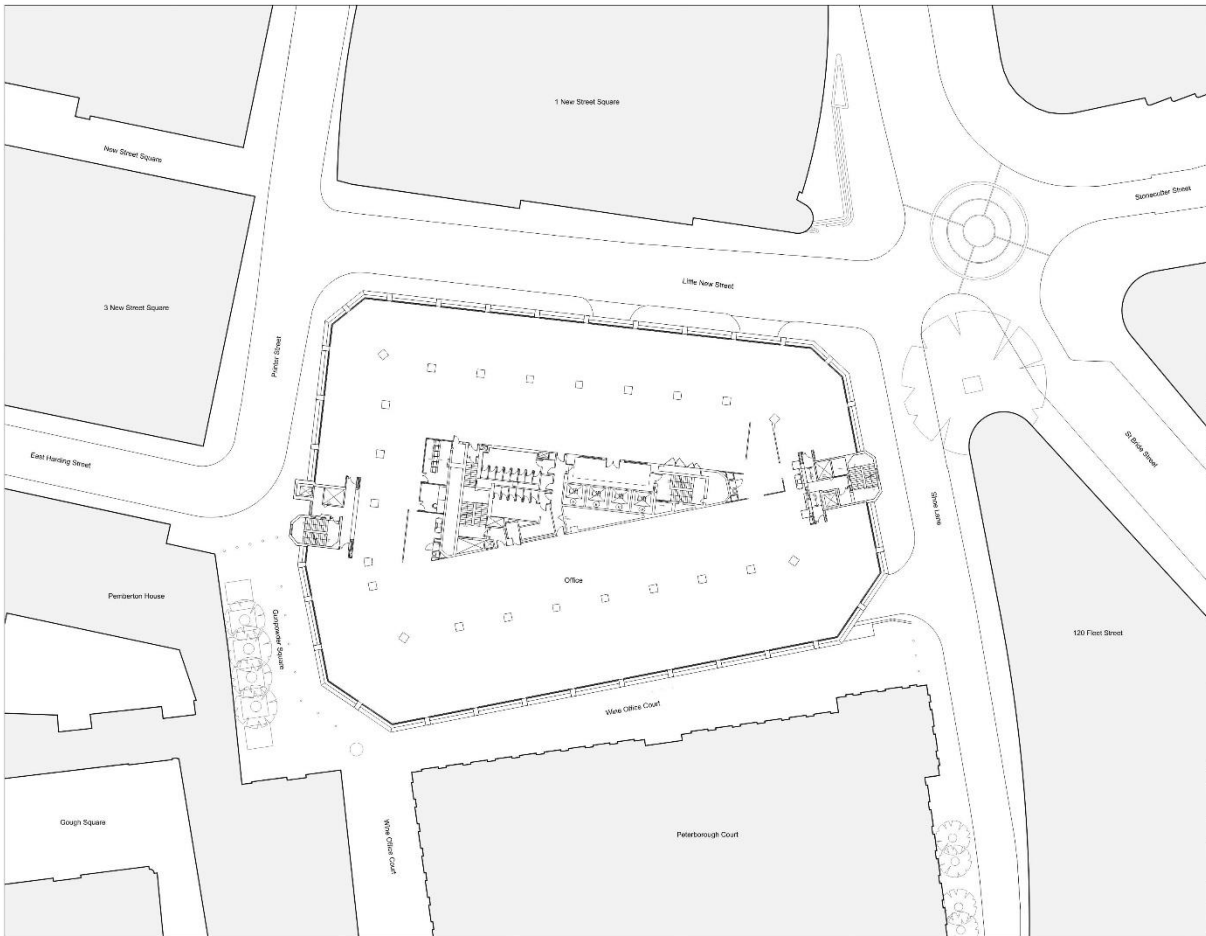 1 New Street Square
New Street Square
Stonecutter Street
Little New Street
3 New Street Square
Printer Street
St Bride Street
East Harding Street
Shoe Lane
Office
Pemberton House
Gunpowder Square
120 Fleet Street
Wine Office Court
Gough Square
Wine Office Court
Peterborough Court